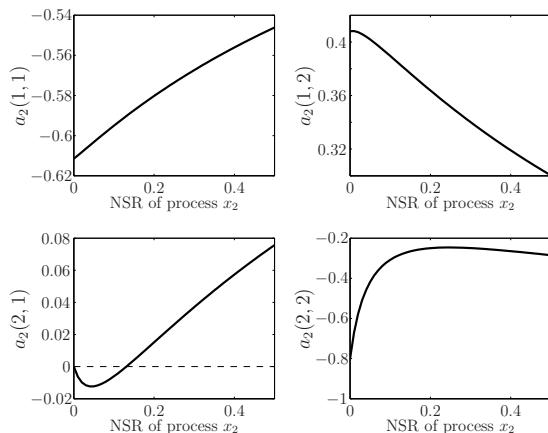 −0.54
−0.56
−0.58
−0.6
−0.62
a₂(1, 1)
0 0.2 0.4
NSR of process x₂
0.4
0.36
0.32
a₂(1, 2)
0 0.2 0.4
NSR of process x₂
0.08
0.06
0.04
0.02
0
−0.02
a₂(2, 1)
0 0.2 0.4
NSR of process x₂
−0.2
−0.4
−0.6
−0.8
−1
a₂(2, 2)
0 0.2 0.4
NSR of process x₂